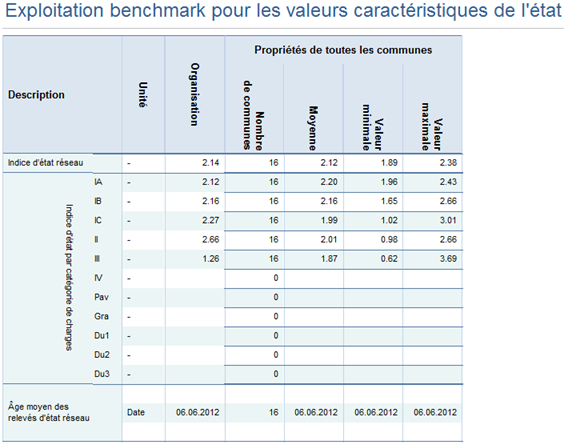 Exploitation benchmark pour les valeurs caractéristiques de l'état
Propriétés de toutes les communes
Description Unité Organisation Nombre de communes Moyenne Valeur minimale Valeur maximale
Indice d'état réseau - 2.14 16 2.12 1.89 2.38
Indice d'état par catégorie de charges
IA - 2.12 16 2.20 1.96 2.43
IB - 2.16 16 2.16 1.65 2.66
IC - 2.27 16 1.99 1.02 3.01
II - 2.66 16 2.01 0.98 2.66
III - 1.26 16 1.87 0.62 3.69
IV - 0
Pav - 0
Gra - 0
Du1 - 0
Du2 - 0
Du3 - 0
Âge moyen des
relevés d'état réseau Date 06.06.2012 16 06.06.2012 06.06.2012 06.06.2012